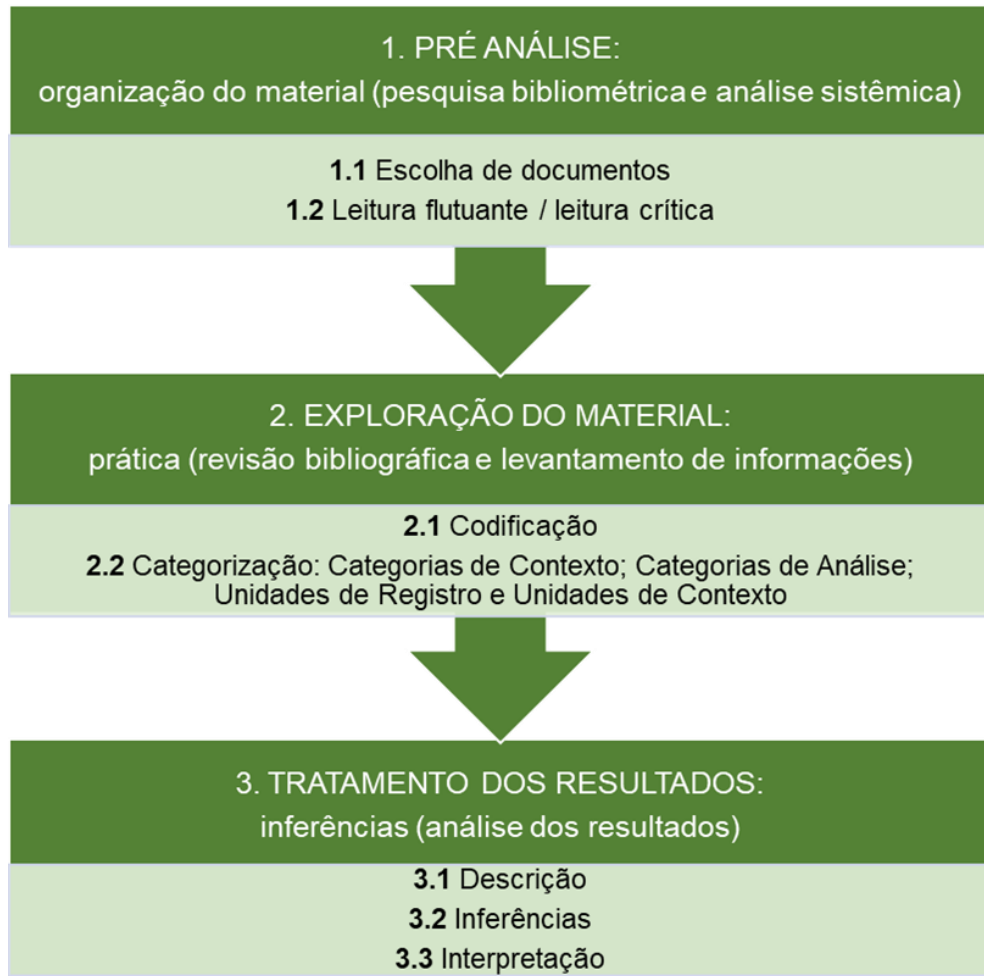 1. PRÉ ANÁLISE:
organização do material (pesquisa bibliométrica e análise sistêmica)
1.1 Escolha de documentos
1.2 Leitura flutuante / leitura crítica
2. EXPLORAÇÃO DO MATERIAL:
prática (revisão bibliográfica e levantamento de informações)
2.1 Codificação
2.2 Categorização: Categorias de Contexto; Categorias de Análise;
Unidades de Registro e Unidades de Contexto
3. TRATAMENTO DOS RESULTADOS:
inferências (análise dos resultados)
3.1 Descrição
3.2 Inferências
3.3 Interpretação